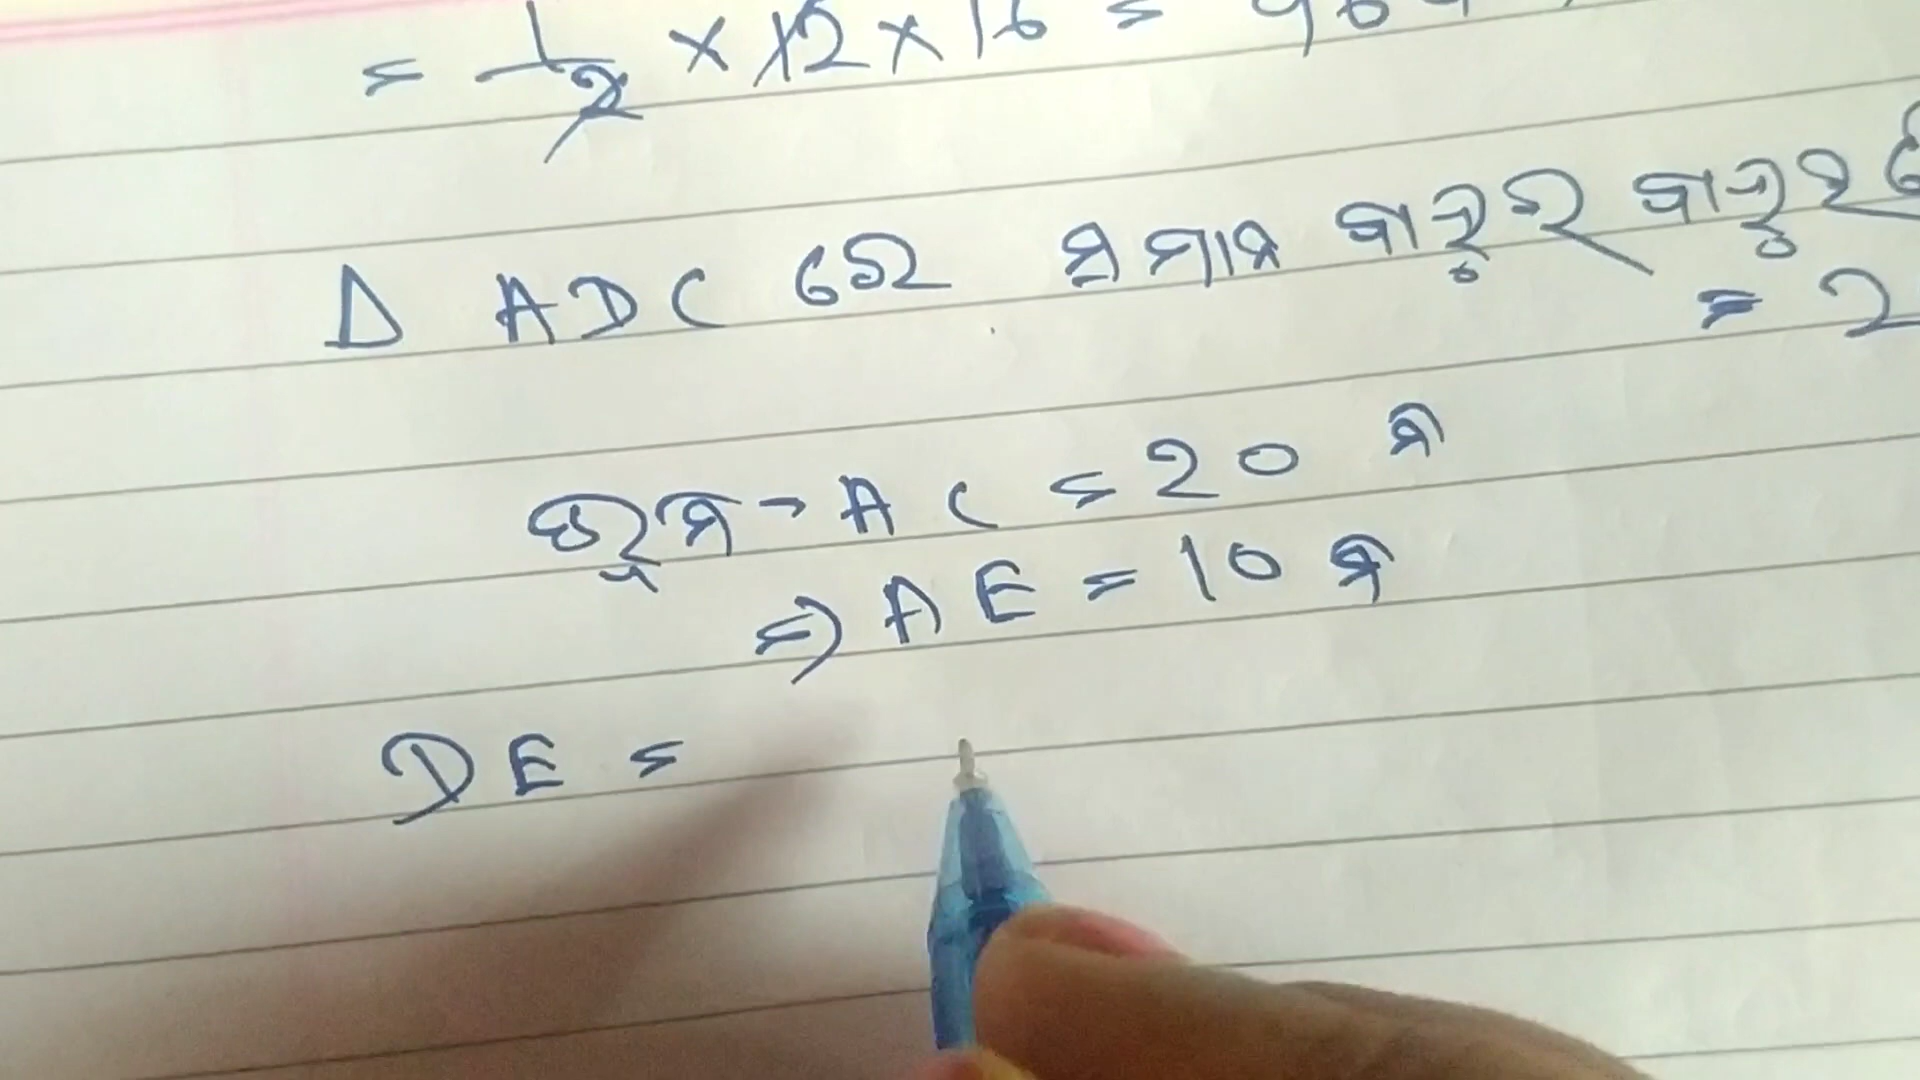 = 1/2 × 12 × 16 = 96
Δ ADC ରେ ସମାନ ବାହୁର ବାହୁର
= 2
ଭୂମି - AC = 20 ମି
⇒ AE = 10 ମି
DE =